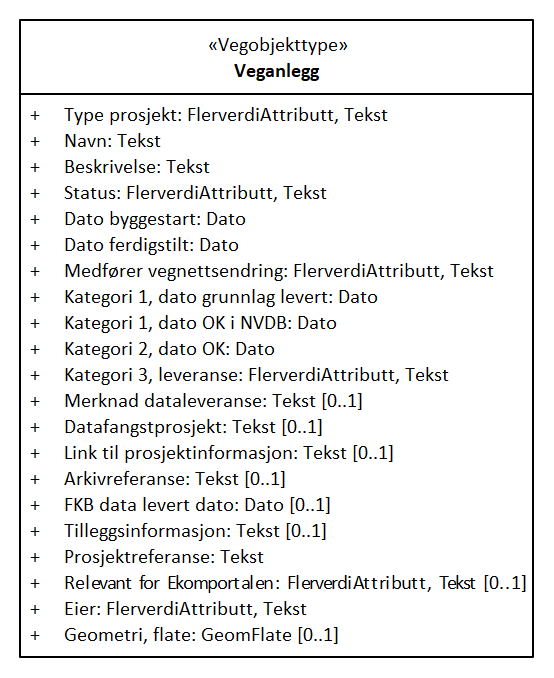 «Vegobjekttype»
Veganlegg
+ Type prosjekt: FlerverdiAttributt, Tekst
+ Navn: Tekst
+ Beskrivelse: Tekst
+ Status: FlerverdiAttributt, Tekst
+ Dato byggestart: Dato
+ Dato ferdigstilt: Dato
+ Medfører vegnettsendring: FlerverdiAttributt, Tekst
+ Kategori 1, dato grunnlag levert: Dato
+ Kategori 1, dato OK i NVDB: Dato
+ Kategori 2, dato OK: Dato
+ Kategori 3, leveranse: FlerverdiAttributt, Tekst
+ Merknad dataleveranse: Tekst [0..1]
+ Datafangstprosjekt: Tekst [0..1]
+ Link til prosjektinformasjon: Tekst [0..1]
+ Arkivreferanse: Tekst [0..1]
+ FKB data levert dato: Dato [0..1]
+ Tilleggsinformasjon: Tekst [0..1]
+ Prosjektreferanse: Tekst
+ Relevant for Ekomportalen: FlerverdiAttributt, Tekst [0..1]
+ Eier: FlerverdiAttributt, Tekst
+ Geometri, flate: GeomFlate [0..1]